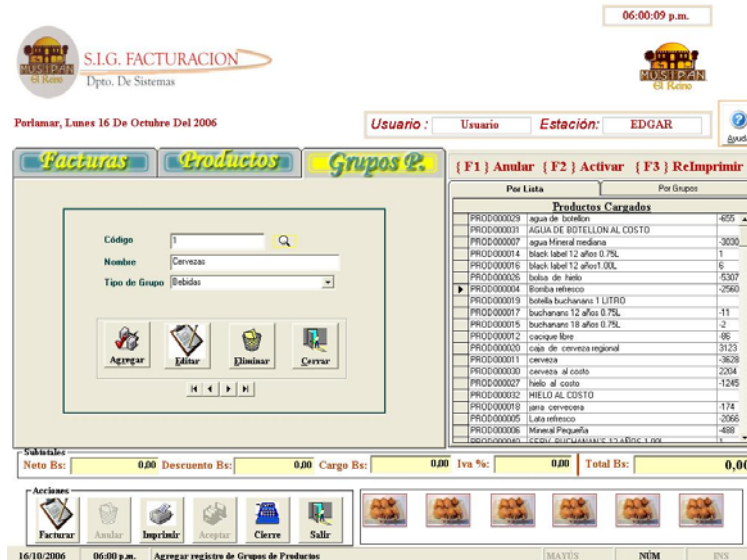 06:00:09 p.m.
MUSIPAN
El Reino
S.I.G. FACTURACION
Dpto. De Sistemas
MUSIPAN
El Reino
Porlamar, Lunes 16 De Octubre Del 2006
Usuario :
Usuario
Estación:
EDGAR
Ayuda
Facturas
Productos
Grupos P.
{ F1 } Anular { F2 } Activar { F3 } ReImprimir
Por Lista
Por Grupos
Productos Cargados
PROD000029 agua de botellon -655
PROD000031 AGUA DE BOTELLON AL COSTO
PROD000007 agua Mineral mediana -3030
PROD000014 black label 12 años 0.75L 1
PROD000016 black label 12 años1.00L 6
PROD000026 bolsa de hielo -5307
PROD000004 Bomba refresco -2560
PROD000019 botella buchanans 1 LITRO
PROD000017 buchanans 12 años 0.75L -11
PROD000015 buchanans 18 años 0.75L -2
PROD000012 cacique libre -86
PROD000020 caja de cerveza regional 3123
PROD000011 cerveza -3628
PROD000030 cerveza al costo 2204
PROD000027 hielo al costo -1245
PROD000032 HIELO AL COSTO
PROD000018 jarra cervecera -174
PROD000005 Lata refresco -2066
PROD000006 Mineral Pequeña -488
PROD000040 SERV. BUCHANAN'S 12 AÑOS 1.00L 1
Código 1
Nombre Cervezas
Tipo de Grupo Bebidas
Agregar
Editar
Eliminar
Cerrar
Subtotales
Neto Bs: 0,00 Descuento Bs: 0,00 Cargo Bs: 0,00 Iva %: 0,00 Total Bs: 0,00
Acciones
Facturar
Anular
Imprimir
Aceptar
Cierre
Salir
16/10/2006 06:00 p.m. Agregar registro de Grupos de Productos MAYÚS NÚM INS